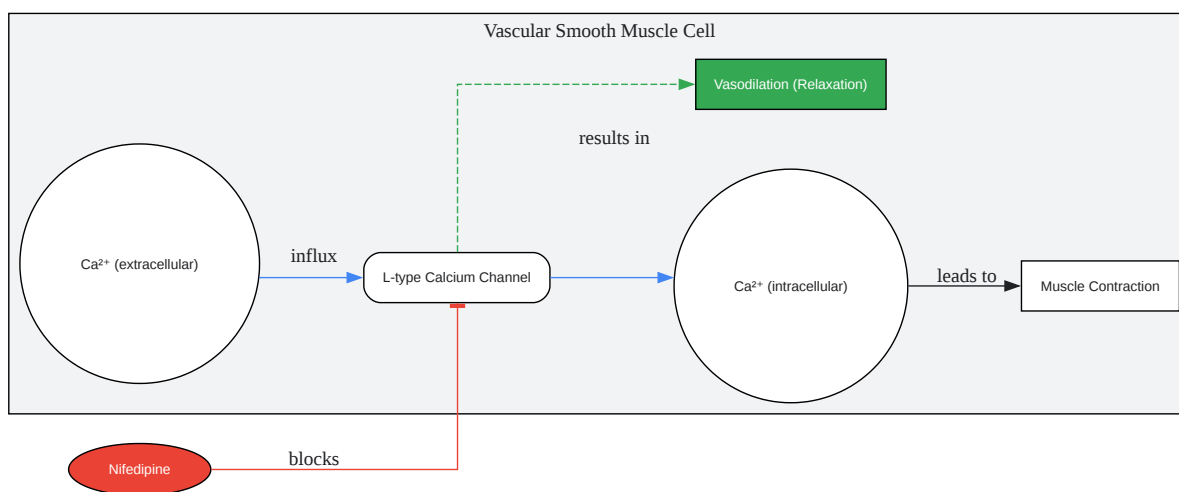 Vascular Smooth Muscle Cell
Vasodilation (Relaxation)
results in
Ca²⁺ (extracellular)
influx
L-type Calcium Channel
Ca²⁺ (intracellular)
leads to
Muscle Contraction
Nifedipine
blocks